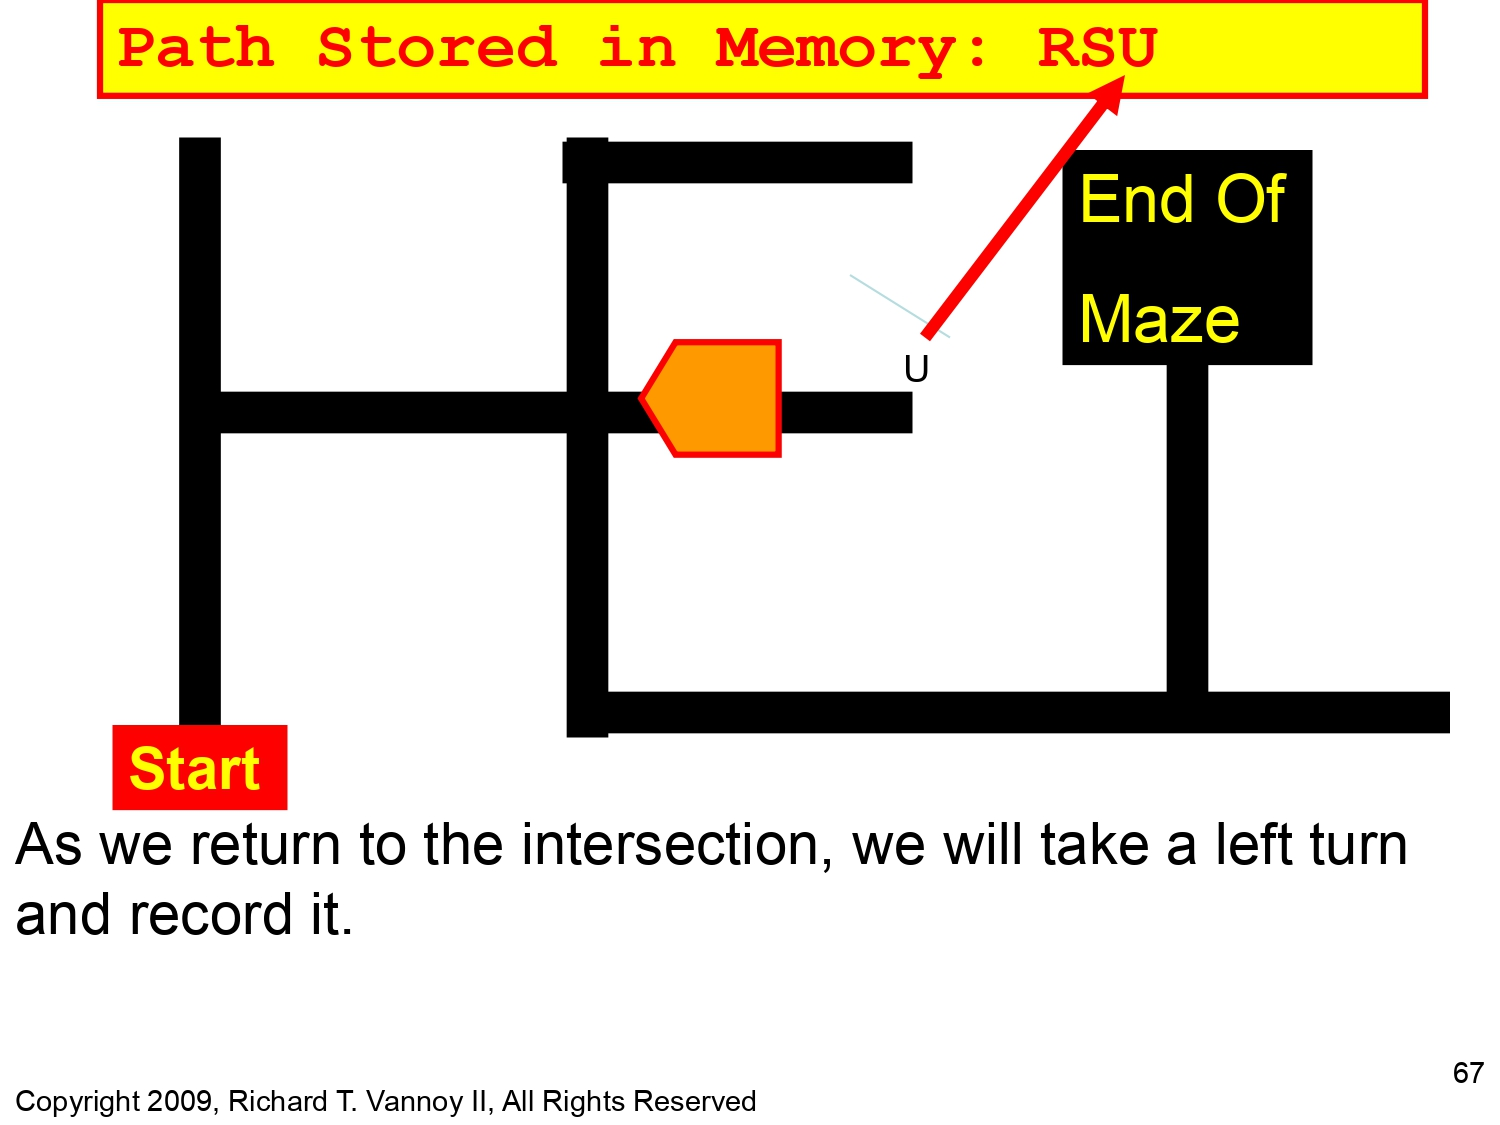 Path Stored in Memory: RSU
End Of
Maze
U
Start
As we return to the intersection, we will take a left turn
and record it.
67
Copyright 2009, Richard T. Vannoy II, All Rights Reserved